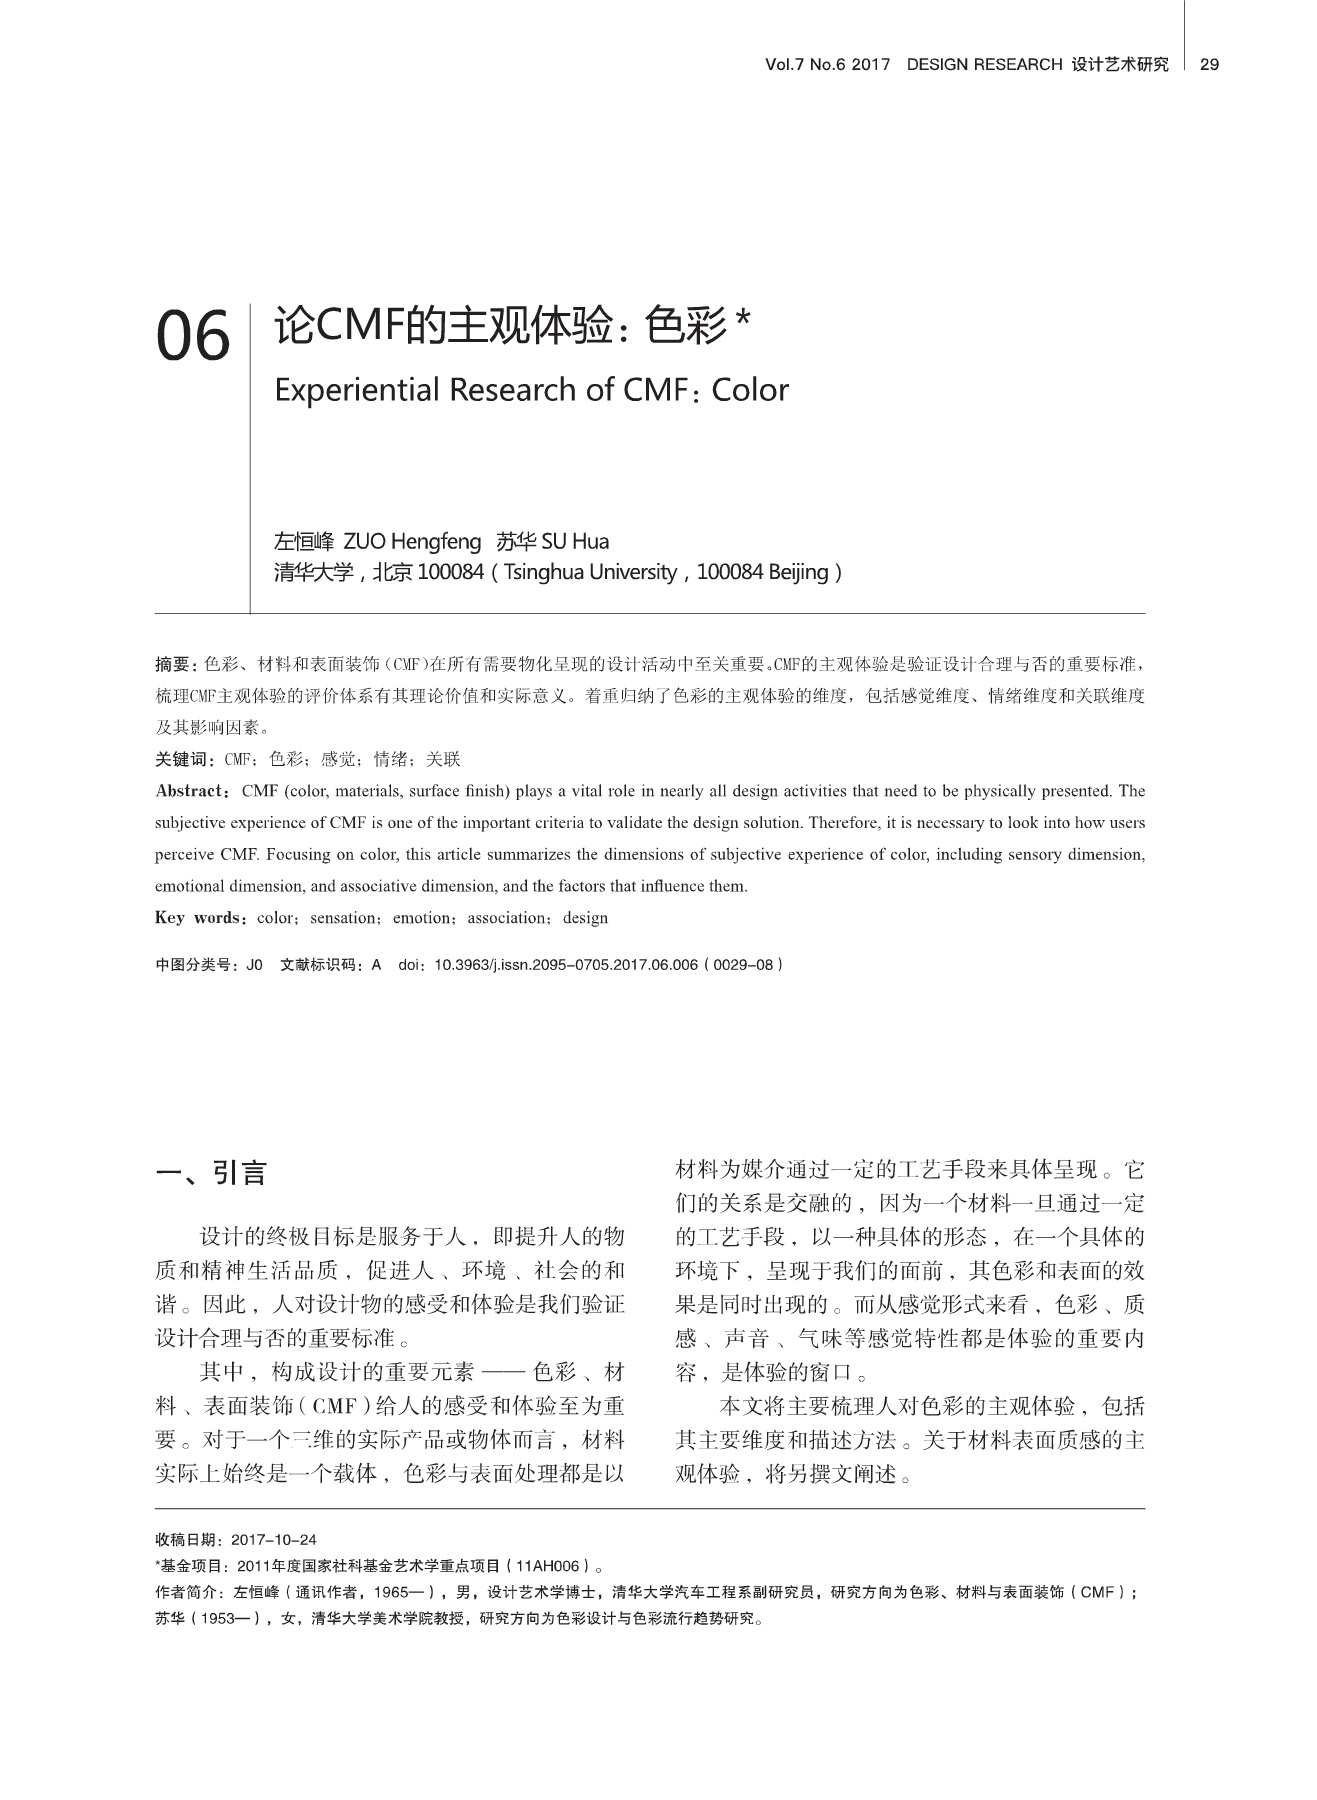 Vol.7 No.6 2017 DESIGN RESEARCH 设计艺术研究 29
06
论CMF的主观体验：色彩*
Experiential Research of CMF：Color
左恒峰 ZUO Hengfeng 苏华 SU Hua
清华大学，北京 100084（Tsinghua University，100084 Beijing）
摘要：色彩、材料和表面装饰（CMF）在所有需要物化呈现的设计活动中至关重要。CMF的主观体验是验证设计合理与否的重要标准，
梳理CMF主观体验的评价体系有其理论价值和实际意义。着重归纳了色彩的主观体验的维度，包括感觉维度、情绪维度和关联维度
及其影响因素。
关键词：CMF；色彩；感觉；情绪；关联
Abstract：CMF (color, materials, surface finish) plays a vital role in nearly all design activities that need to be physically presented. The
subjective experience of CMF is one of the important criteria to validate the design solution. Therefore, it is necessary to look into how users
perceive CMF. Focusing on color, this article summarizes the dimensions of subjective experience of color, including sensory dimension,
emotional dimension, and associative dimension, and the factors that influence them.
Key words：color；sensation；emotion；association；design
中图分类号：J0 文献标识码：A doi：10.3963/j.issn.2095-0705.2017.06.006（0029-08）
一、引言
设计的终极目标是服务于人，即提升人的物
质和精神生活品质，促进人、环境、社会的和
谐。因此，人对设计物的感受和体验是我们验证
设计合理与否的重要标准。
其中，构成设计的重要元素——色彩、材
料、表面装饰（CMF）给人的感受和体验至为重
要。对于一个三维的实际产品或物体而言，材料
实际上始终是一个载体，色彩与表面处理都是以
材料为媒介通过一定的工艺手段来具体呈现。它
们的关系是交融的，因为一个材料一旦通过一定
的工艺手段，以一种具体的形态，在一个具体的
环境下，呈现于我们的面前，其色彩和表面的效
果是同时出现的。而从感觉形式来看，色彩、质
感、声音、气味等感觉特性都是体验的重要内
容，是体验的窗口。
本文将主要梳理人对色彩的主观体验，包括
其主要维度和描述方法。关于材料表面质感的主
观体验，将另撰文阐述。
收稿日期：2017-10-24
*基金项目：2011年度国家社科基金艺术学重点项目（11AH006）。
作者简介：左恒峰（通讯作者，1965—），男，设计艺术学博士，清华大学汽车工程系副研究员，研究方向为色彩、材料与表面装饰（CMF）；
苏华（1953—），女，清华大学美术学院教授，研究方向为色彩设计与色彩流行趋势研究。